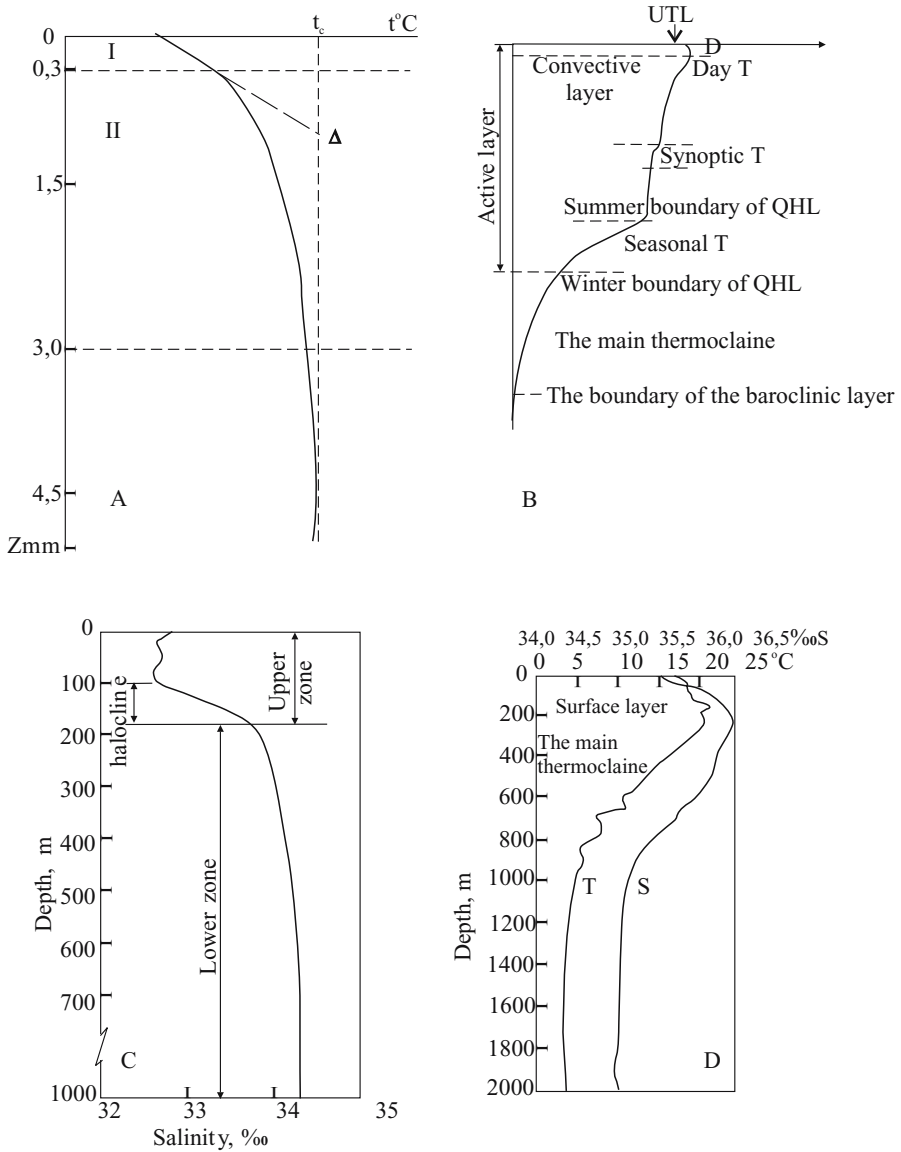 t_c
t°C
0
I
0.3
II
Δ
1,5
3,0
4,5
A
Zmm
UTL
D
Day T
Convective
layer
Active layer
Synoptic T
Summer boundary of QHL
Seasonal T
Winter boundary of QHL
The main thermoclaine
The boundary of the baroclinic layer
B
0
100
200
300
400
500
600
700
1000
Depth, m
halocline
Upper
zone
Lower zone
C
32 33 34 35
Salinity, ‰
34,0 34,5 35,0 35,5 36,0 36,5‰S
0 5 10 15 20 25°C
0
Surface layer
200
The main
thermoclaine
400
600
800
1000
T
S
1200
1400
1600
1800
2000
Depth, m
D